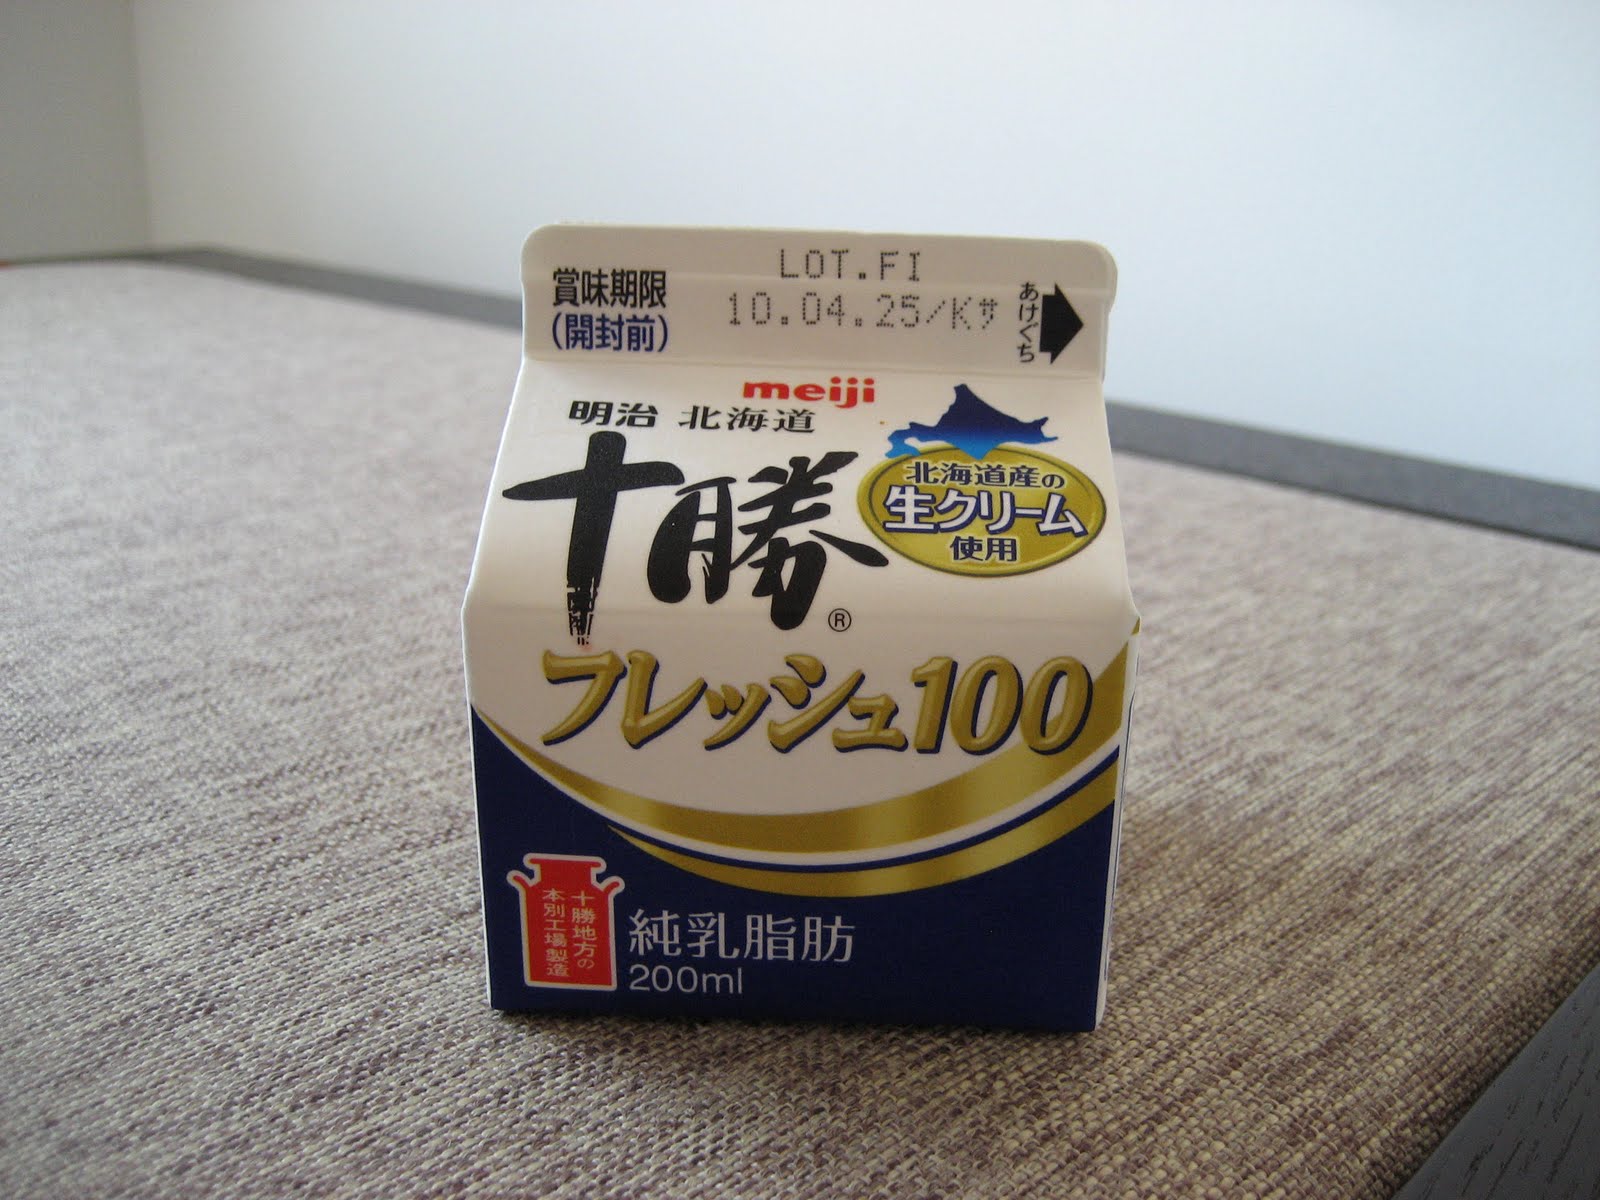 LOT.FI
賞味期限
10.04.25/Kサ
(開封前)
あけぐち
meiji
明治 北海道
十勝®
北海道産の
生クリーム
使用
フレッシュ100
十勝地方の
本別工場製造
純乳脂肪
200ml